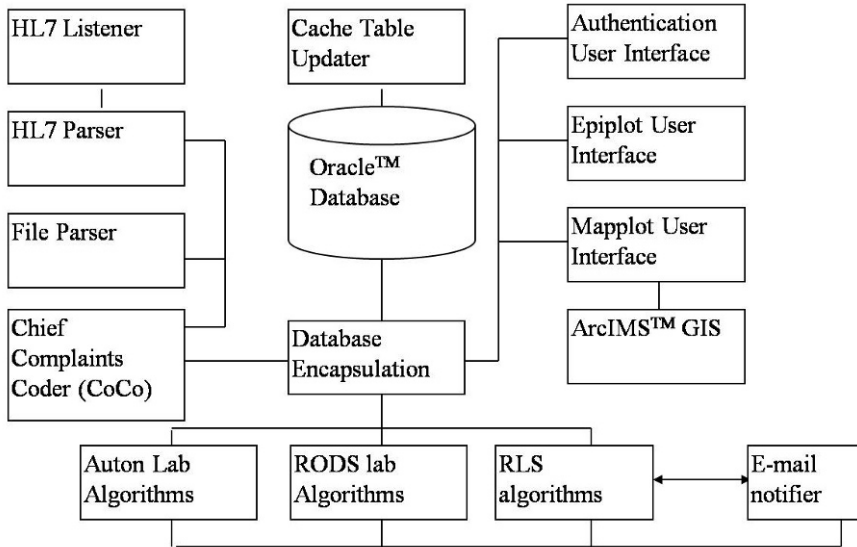 HL7 Listener
Cache Table
Updater
Authentication
User Interface
HL7 Parser
Oracle™
Database
Epiplot User
Interface
File Parser
Mapplot User
Interface
Chief
Complaints
Coder (CoCo)
Database
Encapsulation
ArcIMS™ GIS
Auton Lab
Algorithms
RODS lab
Algorithms
RLS
algorithms
E-mail
notifier